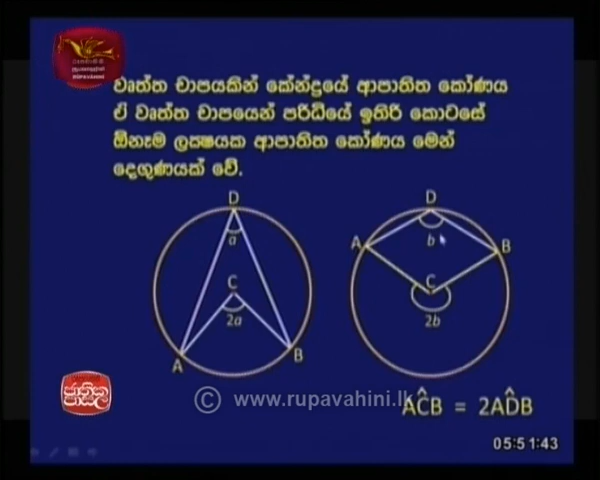 වෘත්ත චාපයකින් කේන්ද්‍රයේ ආපාතිත කෝණය
ඒ වෘත්ත චාපයෙන් පරිධියේ ඉතිරි කොටසේ
ඕනෑම ලක්‍ෂයක ආපාතිත කෝණය මෙන්
දෙගුණයක් වේ.
D
a
C
2a
A
B
D
A
b
B
C
2b
ජාතික
පාසල
© www.rupavahini.lk
AĈB = 2AD̂B
05:51:43